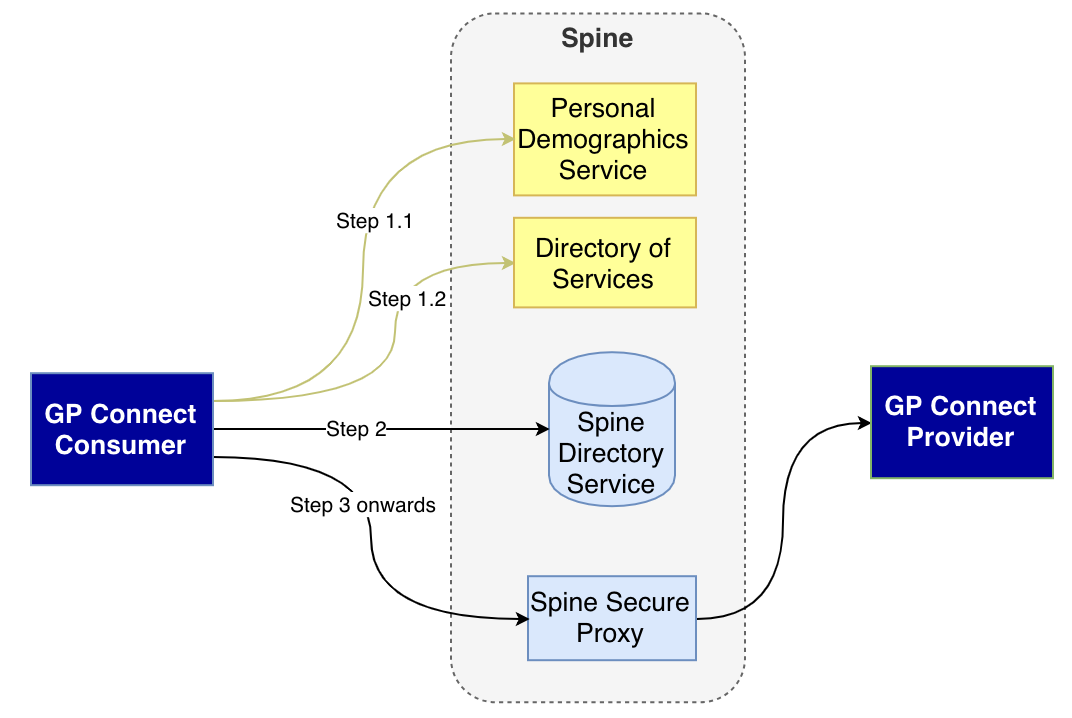 Spine
Personal
Demographics
Service
Step 1.1
Directory of
Services
Step 1.2
GP Connect
Consumer
Step 2
Spine
Directory
Service
GP Connect
Provider
Step 3 onwards
Spine Secure
Proxy